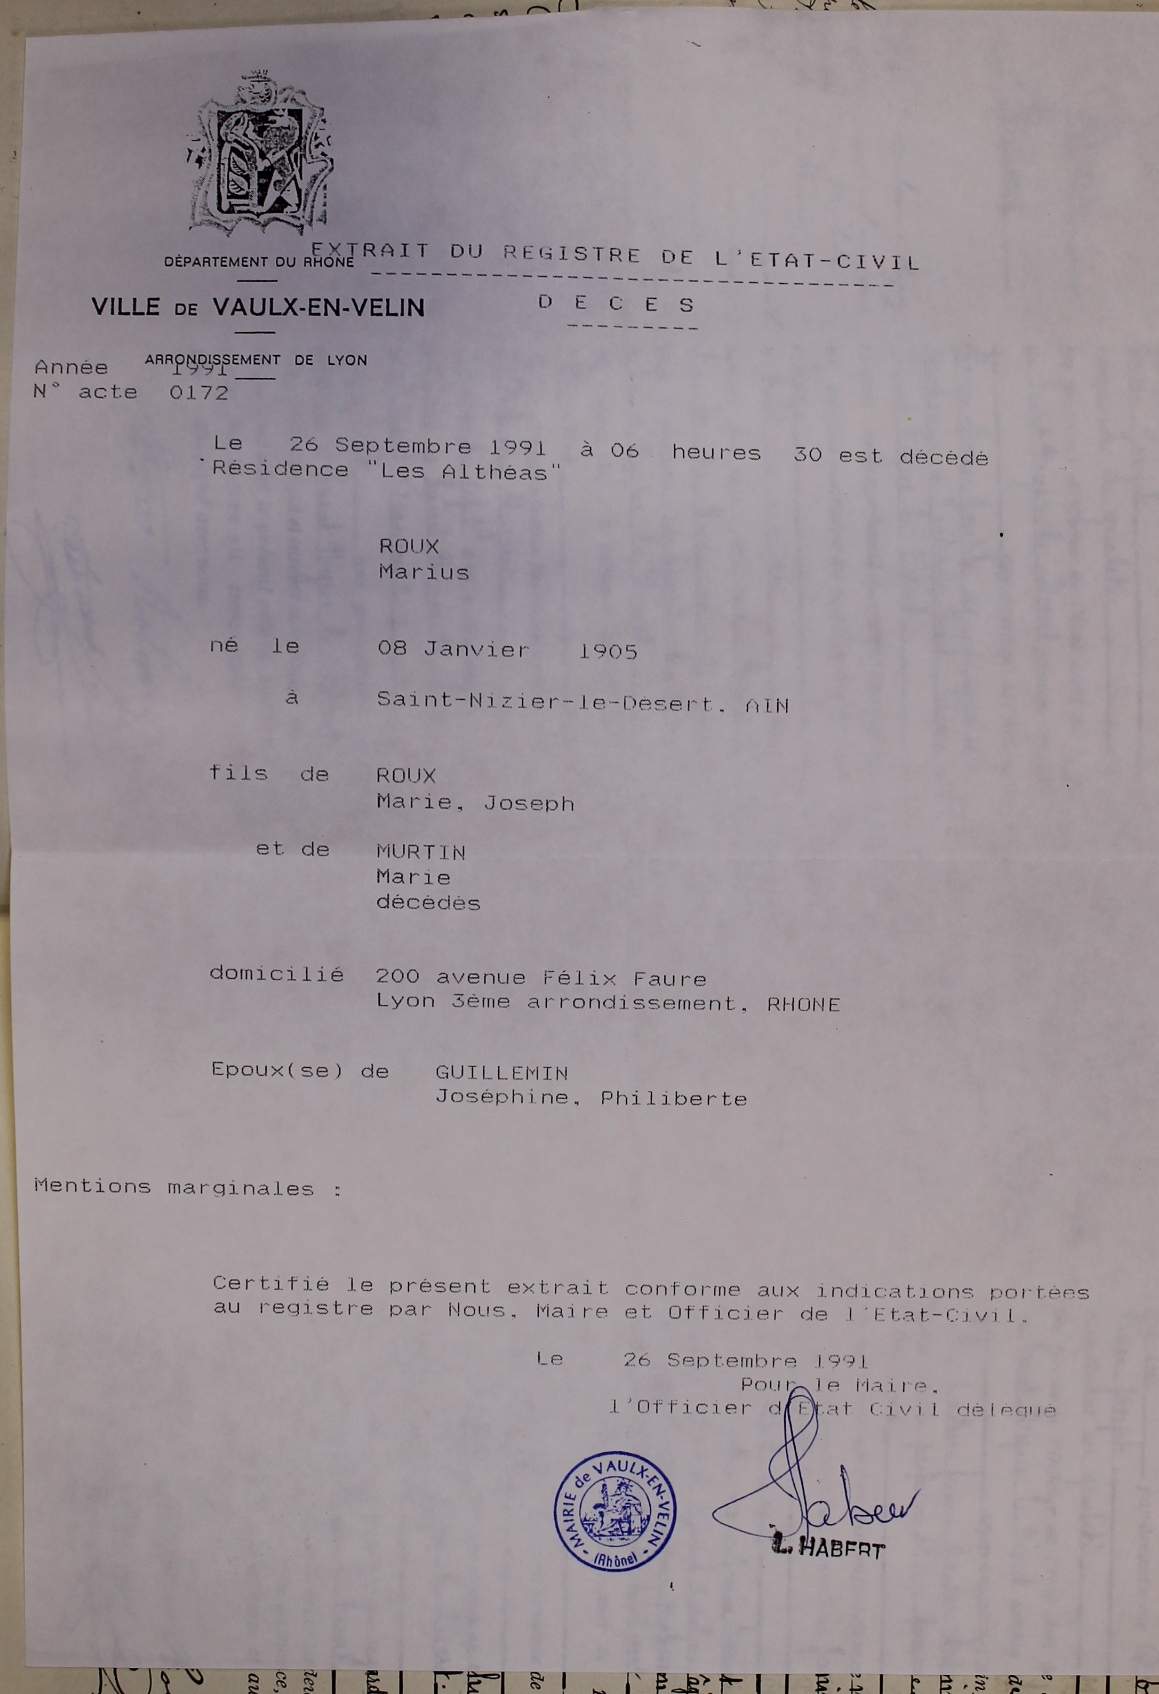 EXTRAIT DU REGISTRE DE L'ETAT-CIVIL
DÉPARTEMENT DU RHÔNE
D E C E S
VILLE DE VAULX-EN-VELIN
ARRONDISSEMENT DE LYON
Année 1991
N° acte 0172
Le 26 Septembre 1991 à 06 heures 30 est décédé
Résidence "Les Althéas"
ROUX
Marius
né le 08 Janvier 1905
à Saint-Nizier-le-Désert, AIN
fils de ROUX
Marie, Joseph
et de MURTIN
Marie
décédés
domicilié 200 avenue Félix Faure
Lyon 3ème arrondissement, RHONE
Epoux(se) de GUILLEMIN
Joséphine, Philiberte
Mentions marginales :
Certifié le présent extrait conforme aux indications portées
au registre par Nous, Maire et Officier de l'Etat-Civil.
Le 26 Septembre 1991
Pour le Maire,
l'Officier d'Etat Civil délégué
MAIRIE de VAULX-EN-VELIN
(Rhône)
L. HABERT